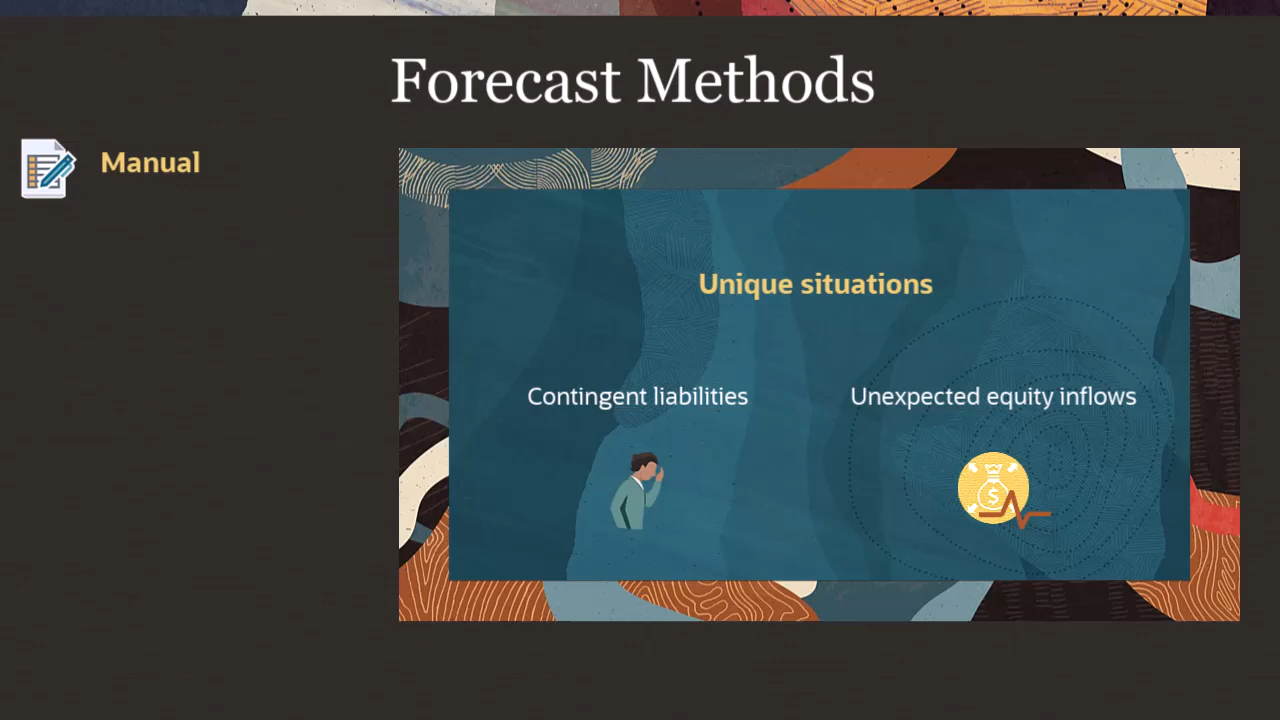 Forecast Methods
Manual
Unique situations
Contingent liabilities
Unexpected equity inflows
$